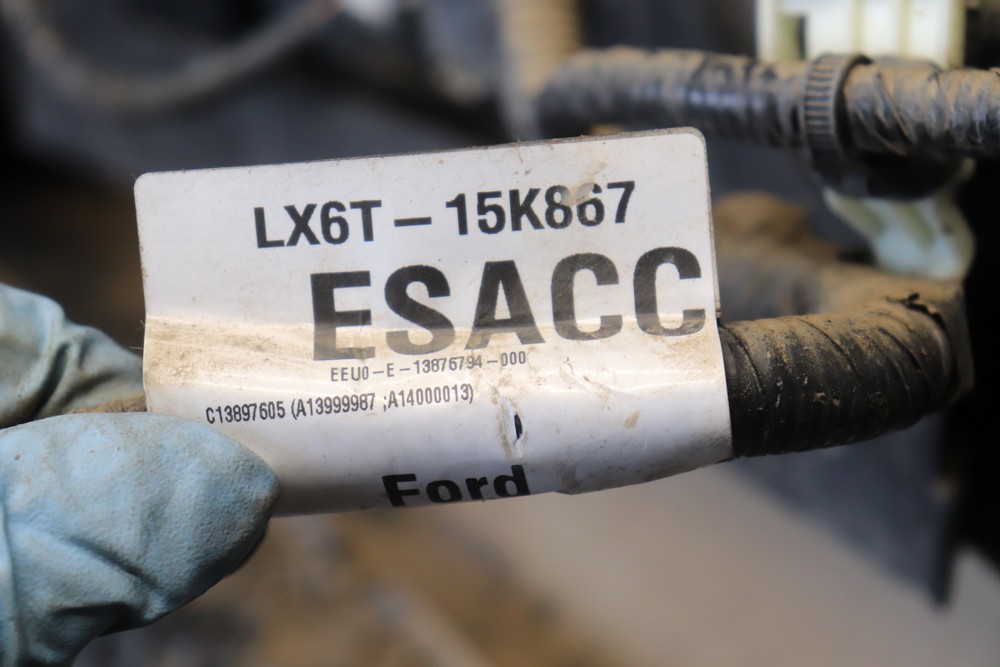 LX6T-15K867
ESACC
EEU0-E-13876794-000
C13897605 (A13999987 ;A14000013)
Ford